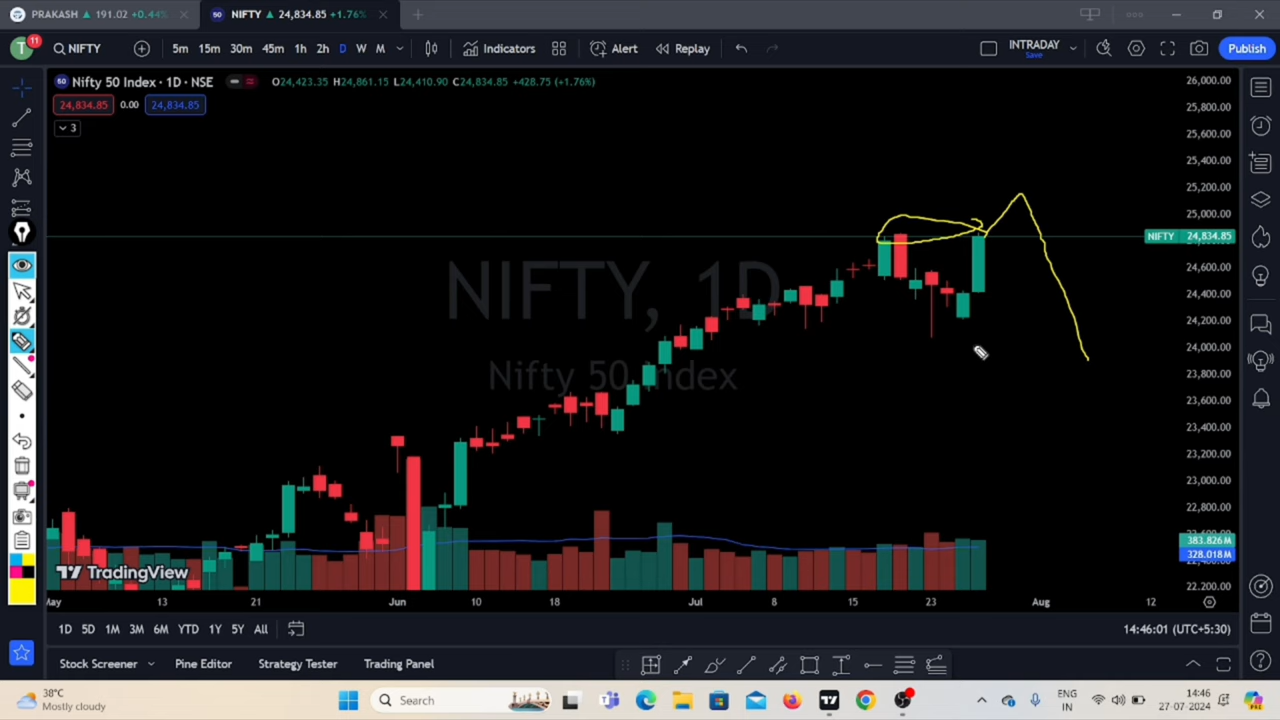 PRAKASH ▲ 191.02 +0.44%
50 NIFTY ▲ 24,834.85 +1.76%
T 11 NIFTY 5m 15m 30m 45m 1h 2h D W M Indicators Alert Replay INTRADAY Save Publish
50 Nifty 50 Index · 1D · NSE O24,423.35 H24,861.15 L24,410.90 C24,834.85 +428.75 (+1.76%)
24,834.85 0.00 24,834.85
3
NIFTY, 1D
Nifty 50 Index
26,000.00
25,800.00
25,600.00
25,400.00
25,200.00
25,000.00
NIFTY 24,834.85
24,600.00
24,400.00
24,200.00
24,000.00
23,800.00
23,600.00
23,400.00
23,200.00
23,000.00
22,800.00
383.826M
328.018M
22,200.00
TradingView
May 13 21 Jun 10 18 Jul 8 15 23 Aug 12
1D 5D 1M 3M 6M YTD 1Y 5Y All 14:46:01 (UTC+5:30)
Stock Screener Pine Editor Strategy Tester Trading Panel
38°C
Mostly cloudy
Search
ENG
IN
14:46
27-07-2024